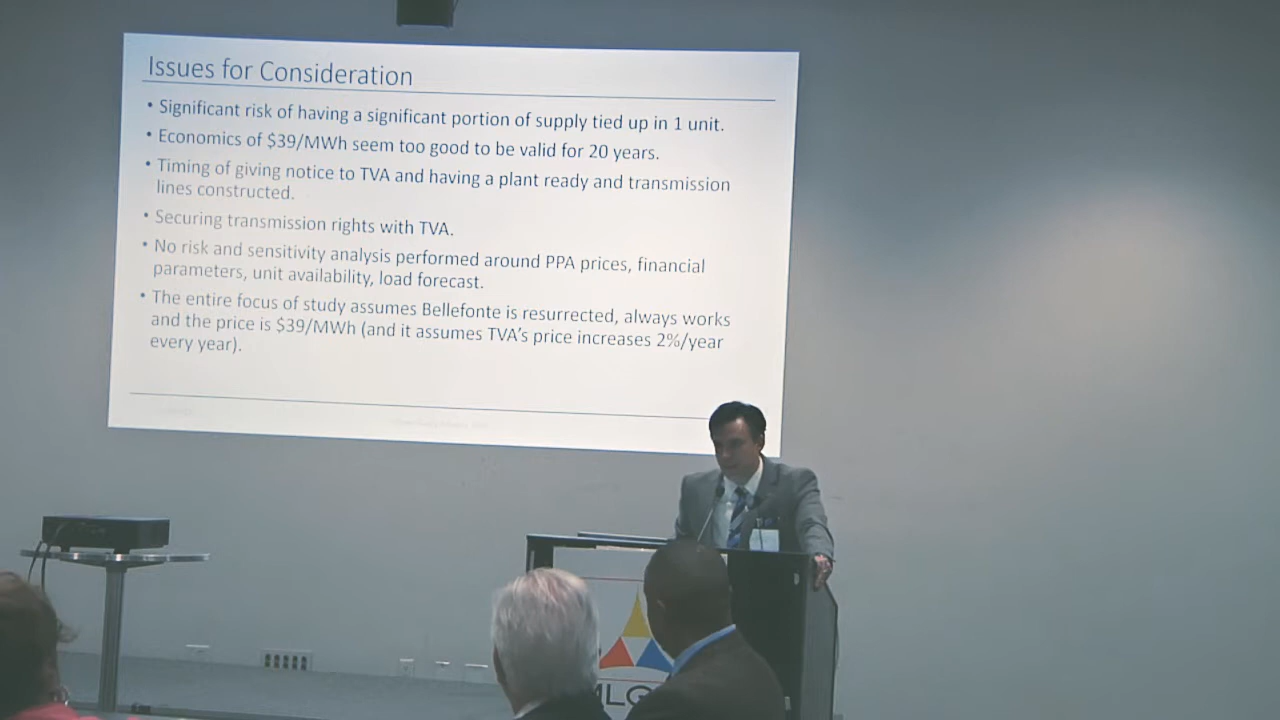 Issues for Consideration
• Significant risk of having a significant portion of supply tied up in 1 unit.
• Economics of $39/MWh seem too good to be valid for 20 years.
• Timing of giving notice to TVA and having a plant ready and transmission
lines constructed.
• Securing transmission rights with TVA.
• No risk and sensitivity analysis performed around PPA prices, financial
parameters, unit availability, load forecast.
• The entire focus of study assumes Bellefonte is resurrected, always works
and the price is $39/MWh (and it assumes TVA's price increases 2%/year
every year).